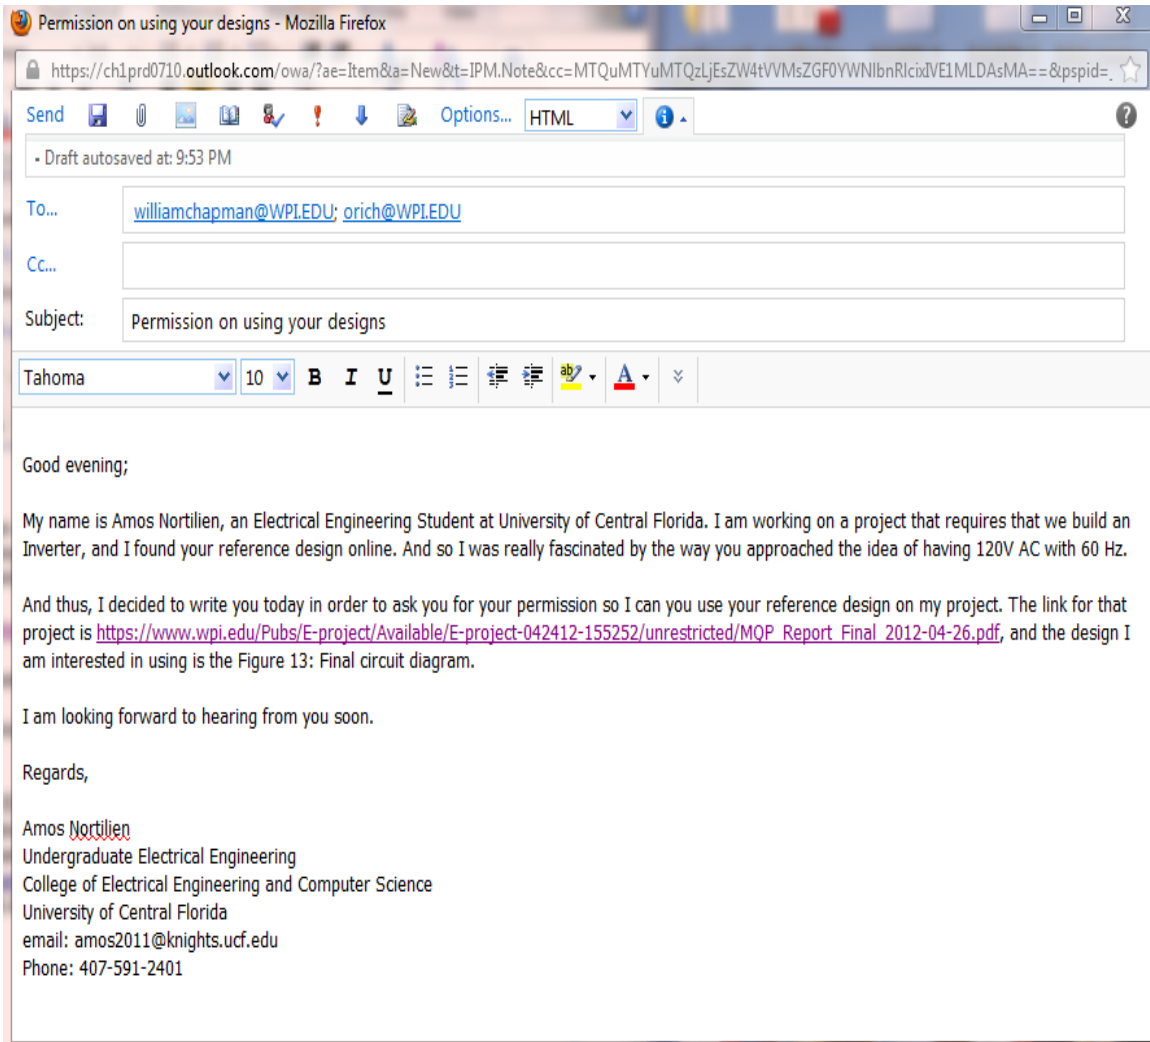 Permission on using your designs - Mozilla Firefox
https://ch1prd0710.outlook.com/owa/?ae=Item&a=New&t=IPM.Note&cc=
Send Options... HTML
- Draft autosaved at: 9:53 PM
To... williamchapman@WPI.EDU; orich@WPI.EDU
Cc...
Subject: Permission on using your designs
Tahoma 10 B I U ab A
Good evening;
My name is Amos Nortilien, an Electrical Engineering Student at University of Central Florida. I am working on a project that requires that we build an
Inverter, and I found your reference design online. And so I was really fascinated by the way you approached the idea of having 120V AC with 60 Hz.
And thus, I decided to write you today in order to ask you for your permission so I can you use your reference design on my project. The link for that
project is https://www.wpi.edu/Pubs/E-project/Available/E-project-042412-155252/unrestricted/MQP_Report_Final_2012-04-26.pdf, and the design I
am interested in using is the Figure 13: Final circuit diagram.
I am looking forward to hearing from you soon.
Regards,
Amos Nortilien
Undergraduate Electrical Engineering
College of Electrical Engineering and Computer Science
University of Central Florida
email: amos2011@knights.ucf.edu
Phone: 407-591-2401